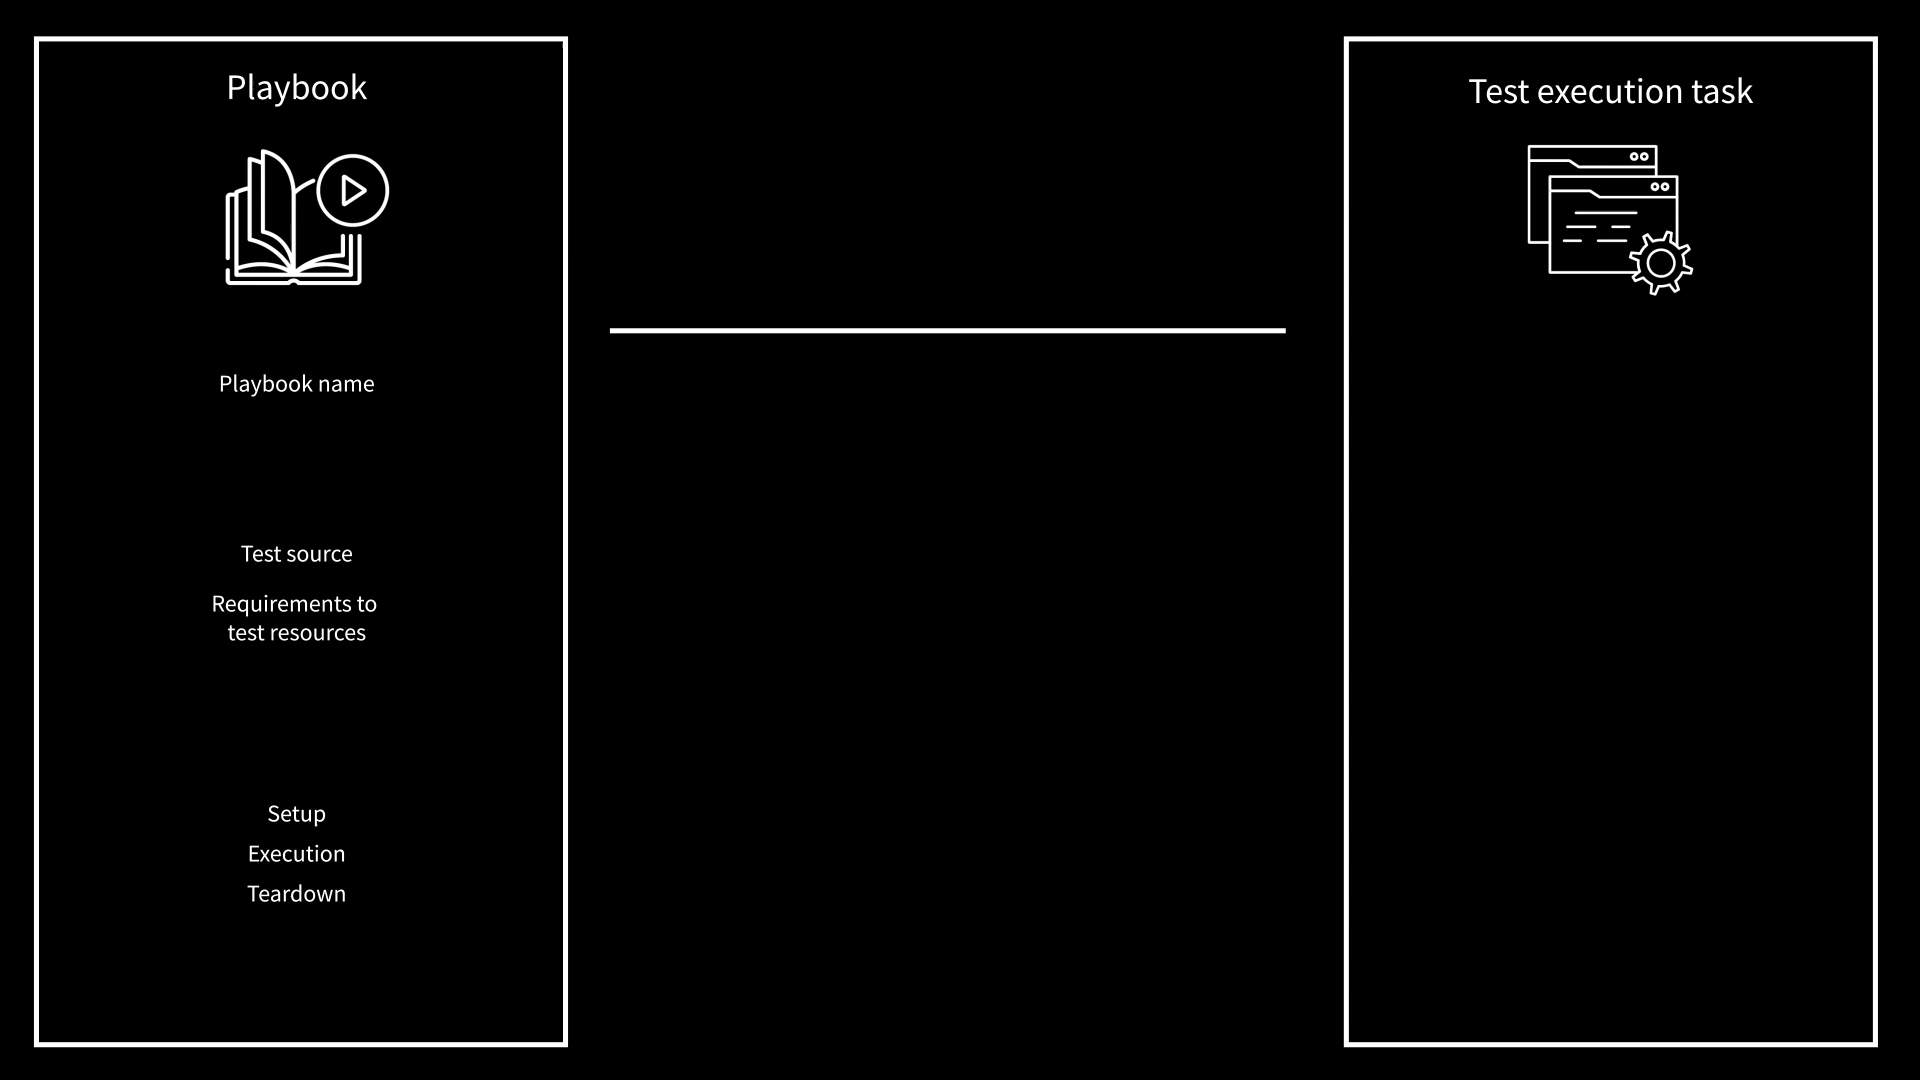 Playbook
Playbook name
Test source
Requirements to
test resources
Setup
Execution
Teardown
Test execution task